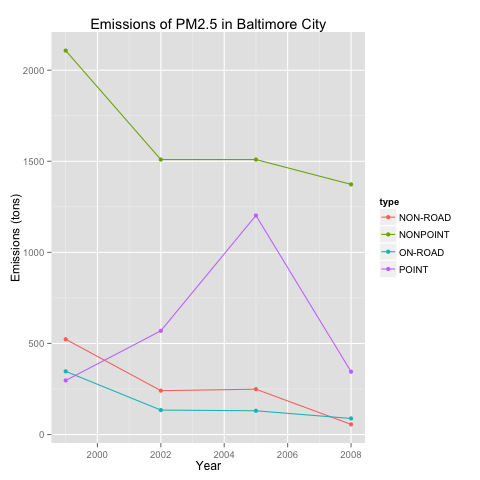 Emissions of PM2.5 in Baltimore City
Emissions (tons)
2000
1500
1000
500
0
2000 2002 2004 2006 2008
Year
type
NON-ROAD
NONPOINT
ON-ROAD
POINT